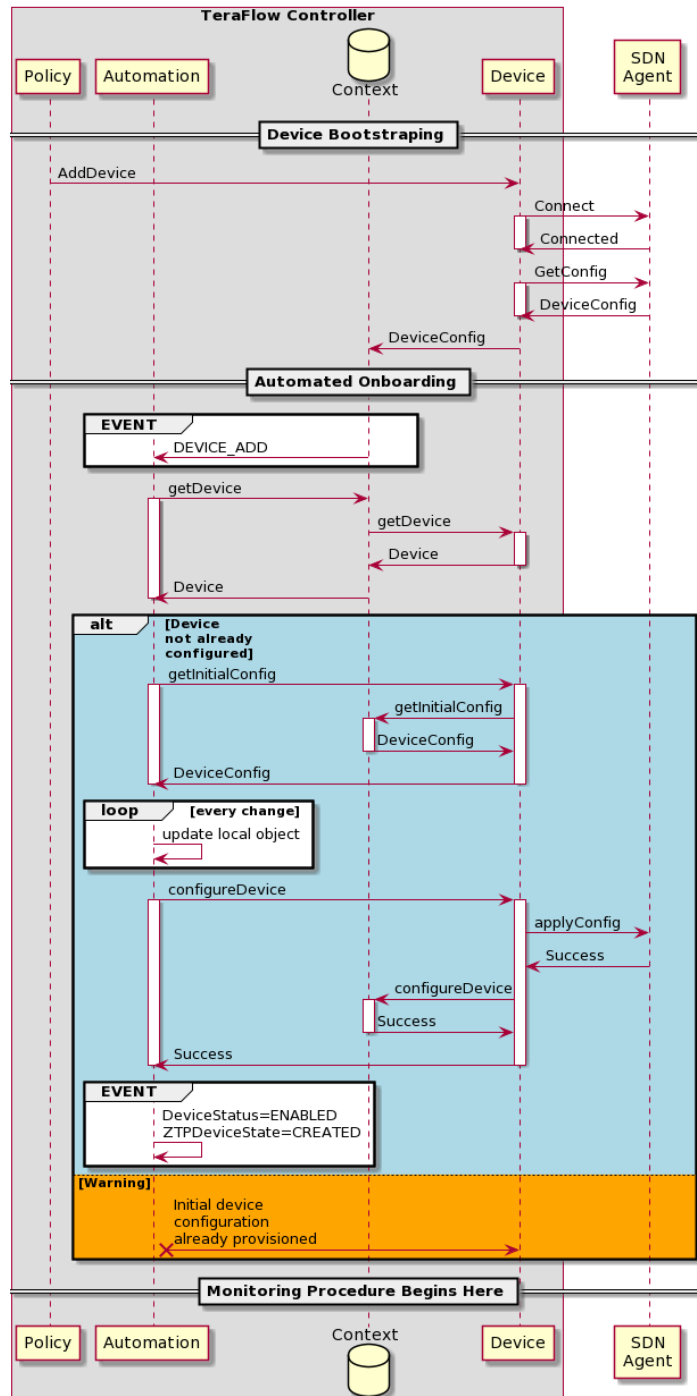 TeraFlow Controller
Policy
Automation
Context
Device
SDN
Agent
Device Bootstraping
AddDevice
Connect
Connected
GetConfig
DeviceConfig
DeviceConfig
Automated Onboarding
EVENT
DEVICE_ADD
getDevice
getDevice
Device
Device
alt
[Device
not already
configured]
getInitialConfig
getInitialConfig
DeviceConfig
DeviceConfig
loop
[every change]
update local object
configureDevice
applyConfig
Success
configureDevice
Success
Success
EVENT
DeviceStatus=ENABLED
ZTPDeviceState=CREATED
[Warning]
Initial device
configuration
already provisioned
Monitoring Procedure Begins Here
Policy
Automation
Context
Device
SDN
Agent